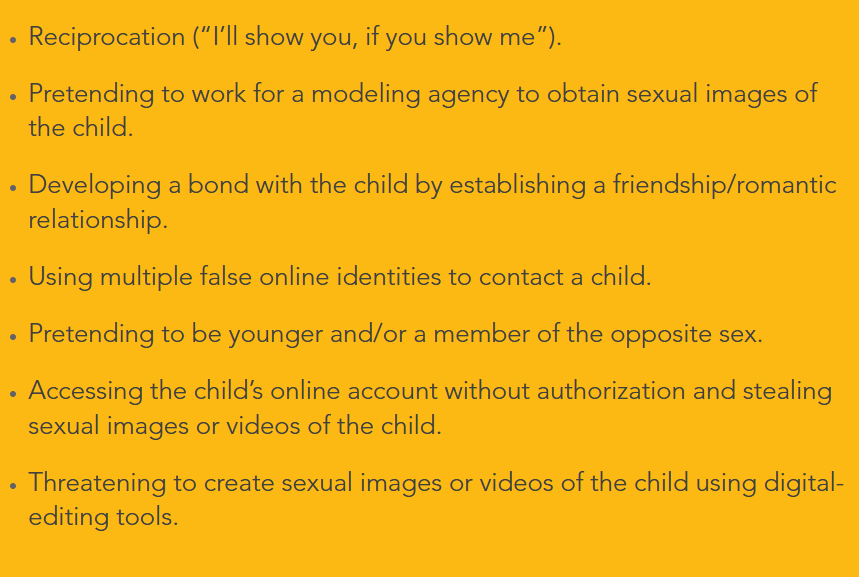 • Reciprocation (“I’ll show you, if you show me”).
• Pretending to work for a modeling agency to obtain sexual images of
the child.
• Developing a bond with the child by establishing a friendship/romantic
relationship.
• Using multiple false online identities to contact a child.
• Pretending to be younger and/or a member of the opposite sex.
• Accessing the child’s online account without authorization and stealing
sexual images or videos of the child.
• Threatening to create sexual images or videos of the child using digital-
editing tools.